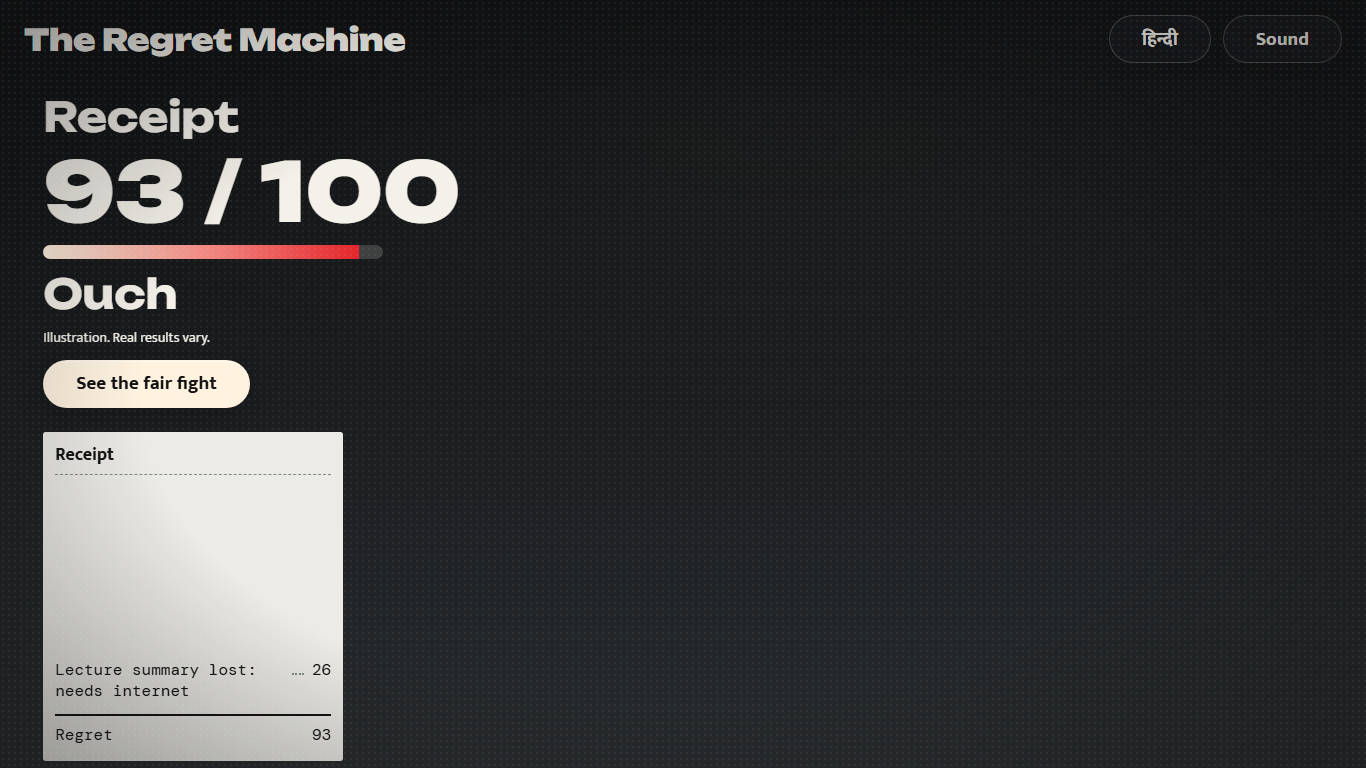 The Regret Machine
हिन्दी
Sound
Receipt
93 / 100
Ouch
Illustration. Real results vary.
See the fair fight
Receipt
Lecture summary lost: .... 26
needs internet
Regret 93